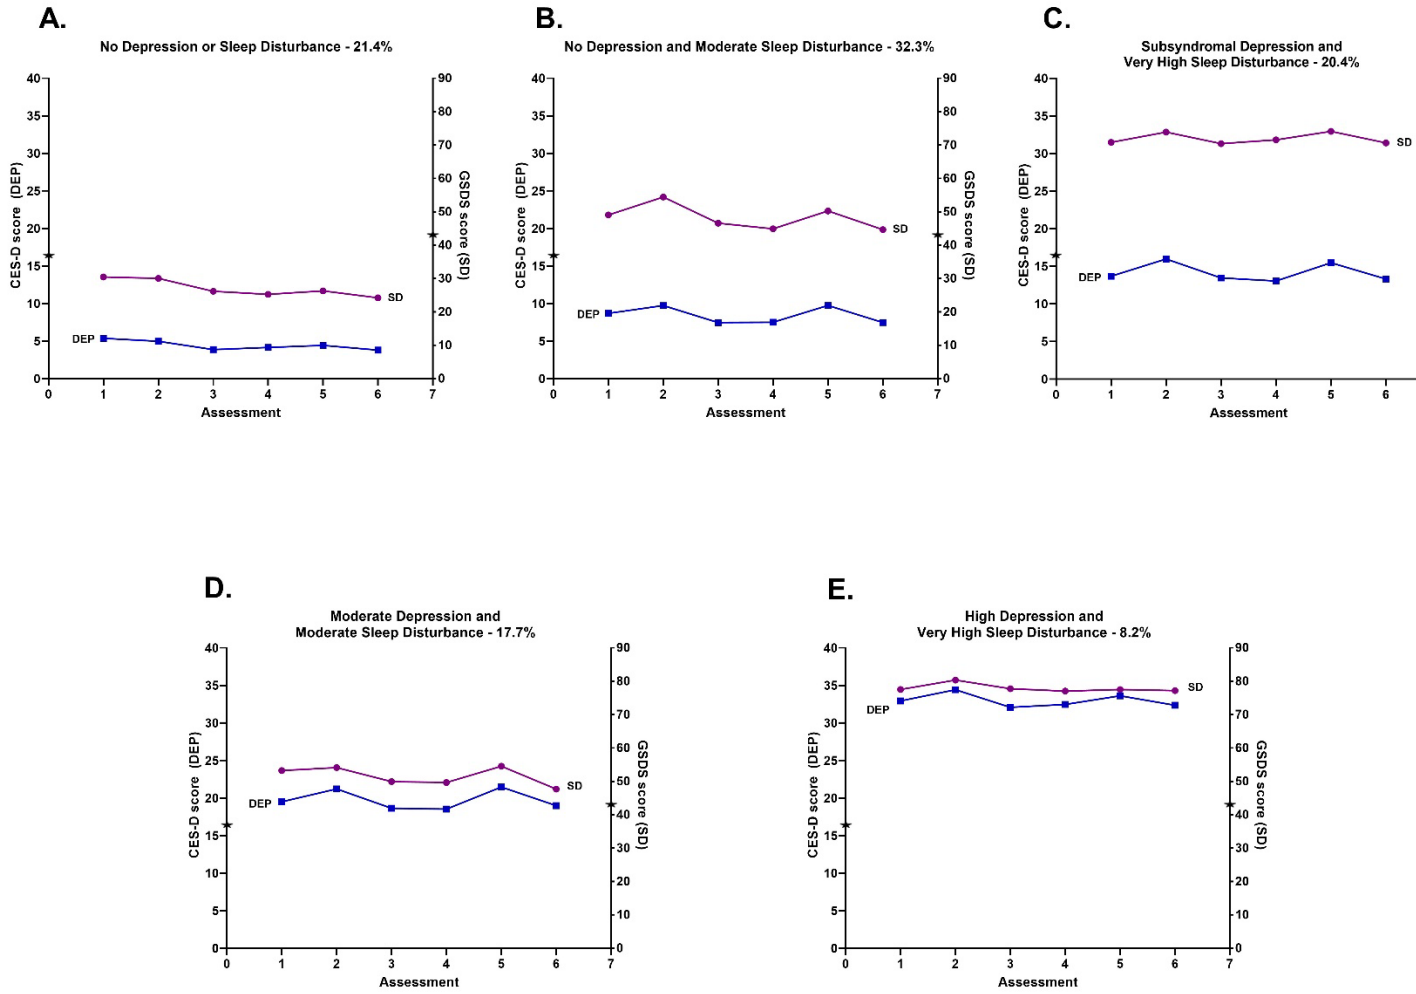 A.
No Depression or Sleep Disturbance - 21.4%
40
35
30
25
20
15
10
5
0
CES-D score (DEP)
90
80
70
60
50
40
30
20
10
0
GSDS score (SD)
SD
DEP
0 1 2 3 4 5 6 7
Assessment
B.
No Depression and Moderate Sleep Disturbance - 32.3%
40
35
30
25
20
15
10
5
0
CES-D score (DEP)
90
80
70
60
50
40
30
20
10
0
GSDS score (SD)
SD
DEP
0 1 2 3 4 5 6 7
Assessment
C.
Subsyndromal Depression and
Very High Sleep Disturbance - 20.4%
40
35
30
25
20
15
10
5
0
CES-D score (DEP)
SD
DEP
0 1 2 3 4 5 6
Assessment
D.
Moderate Depression and
Moderate Sleep Disturbance - 17.7%
40
35
30
25
20
15
10
5
0
CES-D score (DEP)
90
80
70
60
50
40
30
20
10
0
GSDS score (SD)
SD
DEP
0 1 2 3 4 5 6 7
Assessment
E.
High Depression and
Very High Sleep Disturbance - 8.2%
40
35
30
25
20
15
10
5
0
CES-D score (DEP)
90
80
70
60
50
40
30
20
10
0
GSDS score (SD)
SD
DEP
0 1 2 3 4 5 6 7
Assessment